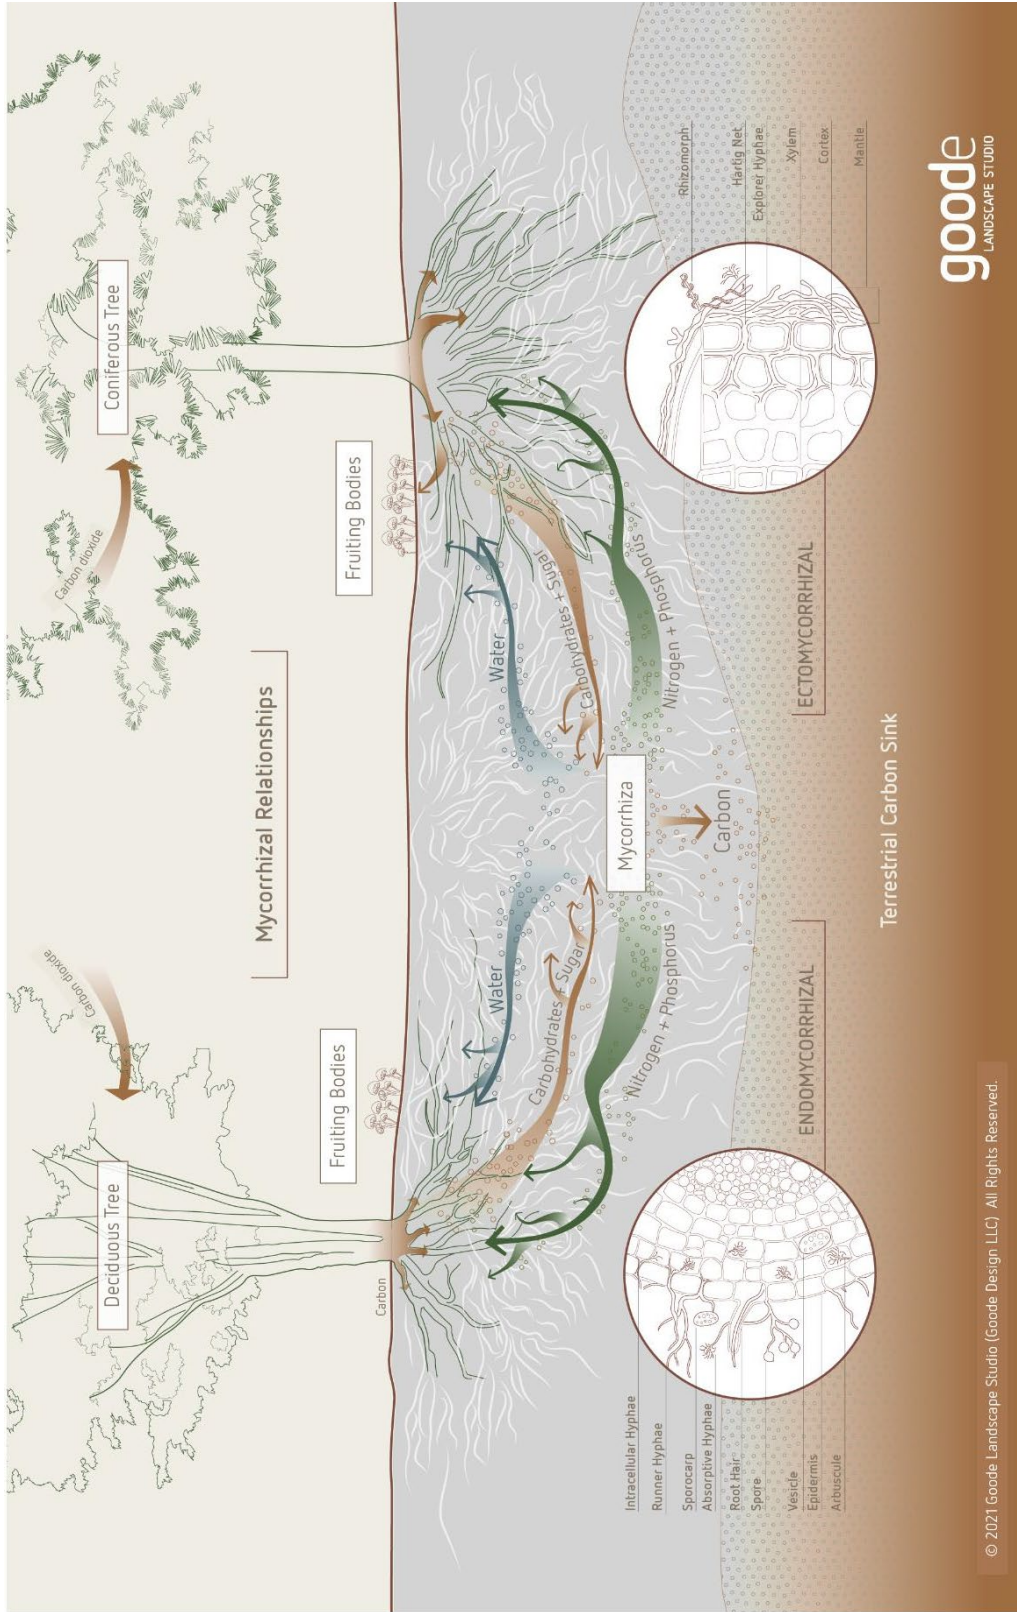 Deciduous Tree
Carbon dioxide
Carbon dioxide
Coniferous Tree
Mycorrhizal Relationships
Fruiting Bodies
Fruiting Bodies
Carbon
Water
Water
Carbohydrates + Sugar
Carbohydrates + Sugar
Mycorrhiza
Nitrogen + Phosphorus
Nitrogen + Phosphorus
Carbon
Intracellular Hyphae
Runner Hyphae
Sporocarp
Absorptive Hyphae
Root Hair
Spore
Vesicle
Epidermis
Arbuscule
ENDOMYCORRHIZAL
ECTOMYCORRHIZAL
Rhizomorph
Hartig Net
Explorer Hyphae
Xylem
Cortex
Mantle
Terrestrial Carbon Sink
© 2021 Goode Landscape Studio (Goode Design LLC) All Rights Reserved.
goode
LANDSCAPE STUDIO